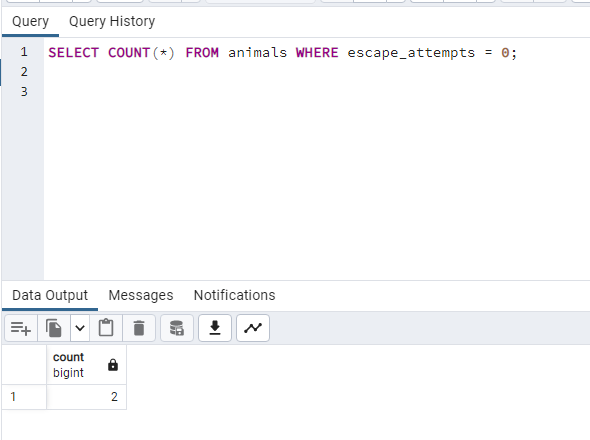 Query Query History
1 SELECT COUNT(*) FROM animals WHERE escape_attempts = 0;
2
3
Data Output Messages Notifications
count
bigint
1 2